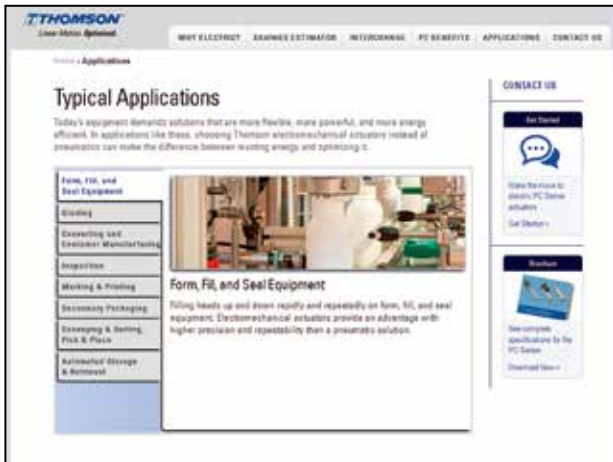 THOMSON
Linear Motion. Optimized.
WHY ELECTRIC? SAVINGS ESTIMATOR INTERCHANGE PC BENEFITS APPLICATIONS CONTACT US
Home » Applications
Typical Applications
Today's equipment demands solutions that are more flexible, more powerful, and more energy
efficient. In applications like these, choosing Thomson electromechanical actuators instead of
pneumatics can make the difference between wasting energy and optimizing it.
Form, Fill, and
Seal Equipment
Converting and
Container Manufacturing
Inspection
Marking & Printing
Secondary Packaging
Conveying & Sorting,
Pick & Place
Automated Storage
& Retrieval
Form, Fill, and Seal Equipment
Filling heads up and down rapidly and repeatedly on form, fill, and seal
equipment. Electromechanical actuators provide an advantage with
higher precision and repeatability than a pneumatic solution.
CONTACT US
Get Started
Make the move to
electric PC Series
actuators
Get Started »
Brochure
See complete
specifications for the
PC Series
Download Now »